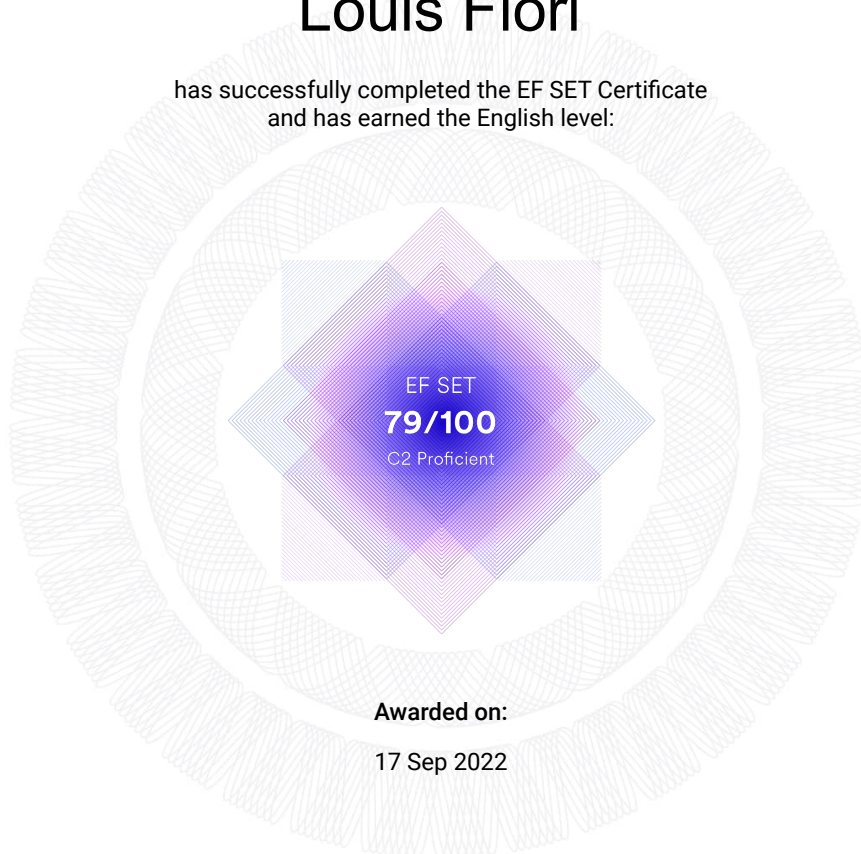 Louis Fiori
has successfully completed the EF SET Certificate
and has earned the English level:
EF SET
79/100
C2 Proficient
Awarded on:
17 Sep 2022